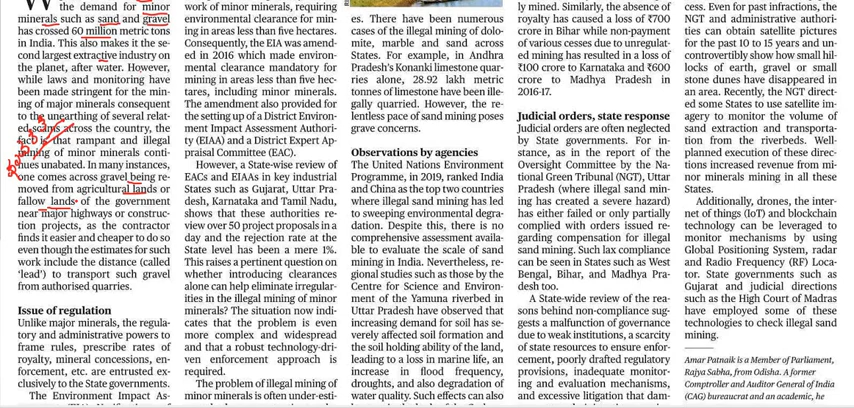 the demand for minor
minerals such as sand and gravel
has crossed 60 million metric tons
in India. This also makes it the se-
cond largest extractive industry on
the planet, after water. However,
while laws and monitoring have
been made stringent for the min-
ing of major minerals consequent
to the unearthing of several relat-
ed scams across the country, the
fact is that rampant and illegal
mining of minor minerals conti-
nues unabated. In many instances,
one comes across gravel being re-
moved from agricultural lands or
fallow lands of the government
near major highways or construc-
tion projects, as the contractor
finds it easier and cheaper to do so
even though the estimates for such
work include the distance (called
‘lead’) to transport such gravel
from authorised quarries.
Issue of regulation
Unlike major minerals, the regula-
tory and administrative powers to
frame rules, prescribe rates of
royalty, mineral concessions, en-
forcement, etc. are entrusted ex-
clusively to the State governments.
The Environment Impact As-
work of minor minerals, requiring
environmental clearance for min-
ing in areas less than five hectares.
Consequently, the EIA was amend-
ed in 2016 which made environ-
mental clearance mandatory for
mining in areas less than five hec-
tares, including minor minerals.
The amendment also provided for
the setting up of a District Environ-
ment Impact Assessment Authori-
ty (EIAA) and a District Expert Ap-
praisal Committee (EAC).
However, a State-wise review of
EACs and EIAAs in key industrial
States such as Gujarat, Uttar Pra-
desh, Karnataka and Tamil Nadu,
shows that these authorities re-
view over 50 project proposals in a
day and the rejection rate at the
State level has been a mere 1%.
This raises a pertinent question on
whether introducing clearances
alone can help eliminate irregular-
ities in the illegal mining of minor
minerals? The situation now indi-
cates that the problem is even
more complex and widespread
and that a robust technology-dri-
ven enforcement approach is
required.
The problem of illegal mining of
minor minerals is often under-esti-
es. There are numerous
cases of the illegal mining of dolo-
mite, marble and sand across
States. For example, in Andhra
Pradesh’s Konanki limestone quar-
ries alone, 28.92 lakh metric
tonnes of limestone have been ille-
gally quarried. However, the re-
lentless pace of sand mining poses
grave concerns.
Observations by agencies
The United Nations Environment
Programme, in 2019, ranked India
and China as the top two countries
where illegal sand mining has led
to sweeping environmental degra-
dation. Despite this, there is no
comprehensive assessment availa-
ble to evaluate the scale of sand
mining in India. Nevertheless, re-
gional studies such as those by the
Centre for Science and Environ-
ment of the Yamuna riverbed in
Uttar Pradesh have observed that
increasing demand for soil has se-
verely affected soil formation and
the soil holding ability of the land,
leading to a loss in marine life, an
increase in flood frequency,
droughts, and also degradation of
water quality. Such effects can also
ly mined. Similarly, the absence of
royalty has caused a loss of ₹700
crore in Bihar while non-payment
of various cesses due to unregulat-
ed mining has resulted in a loss of
₹100 crore to Karnataka and ₹600
crore to Madhya Pradesh in
2016-17.
Judicial orders, state response
Judicial orders are often neglected
by State governments. For in-
stance, as in the report of the
Oversight Committee by the Na-
tional Green Tribunal (NGT), Uttar
Pradesh (where illegal sand min-
ing has created a severe hazard)
has either failed or only partially
complied with orders issued re-
garding compensation for illegal
sand mining. Such lax compliance
can be seen in States such as West
Bengal, Bihar, and Madhya Pra-
desh too.
A State-wide review of the rea-
sons behind non-compliance sug-
gests a malfunction of governance
due to weak institutions, a scarcity
of state resources to ensure enfor-
cement, poorly drafted regulatory
provisions, inadequate monitor-
ing and evaluation mechanisms,
and excessive litigation that dam-
cess. Even for past infractions, the
NGT and administrative authori-
ties can obtain satellite pictures
for the past 10 to 15 years and un-
controvertibly show how small hil-
locks of earth, gravel or small
stone dunes have disappeared in
an area. Recently, the NGT direct-
ed some States to use satellite im-
agery to monitor the volume of
sand extraction and transporta-
tion from the riverbeds. Well-
planned execution of these direc-
tions increased revenue from mi-
nor minerals mining in all these
States.
Additionally, drones, the inter-
net of things (IoT) and blockchain
technology can be leveraged to
monitor mechanisms by using
Global Positioning System, radar
and Radio Frequency (RF) Loca-
tor. State governments such as
Gujarat and judicial directions
such as the High Court of Madras
have employed some of these
technologies to check illegal sand
mining.
Amar Patnaik is a Member of Parliament,
Rajya Sabha, from Odisha. A former
Comptroller and Auditor General of India
(CAG) bureaucrat and an academic, he